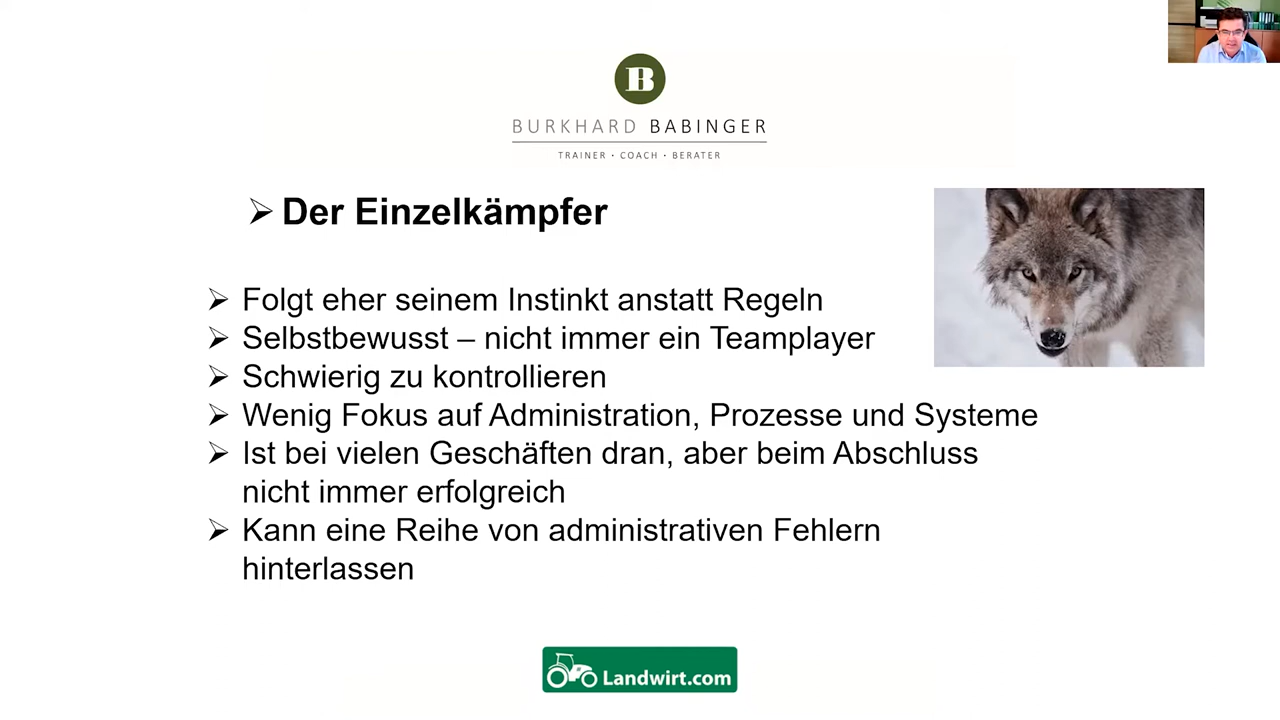 B
BURKHARD BABINGER
TRAINER • COACH • BERATER
➢ Der Einzelkämpfer
➢ Folgt eher seinem Instinkt anstatt Regeln
➢ Selbstbewusst – nicht immer ein Teamplayer
➢ Schwierig zu kontrollieren
➢ Wenig Fokus auf Administration, Prozesse und Systeme
➢ Ist bei vielen Geschäften dran, aber beim Abschluss
nicht immer erfolgreich
➢ Kann eine Reihe von administrativen Fehlern
hinterlassen
Landwirt.com